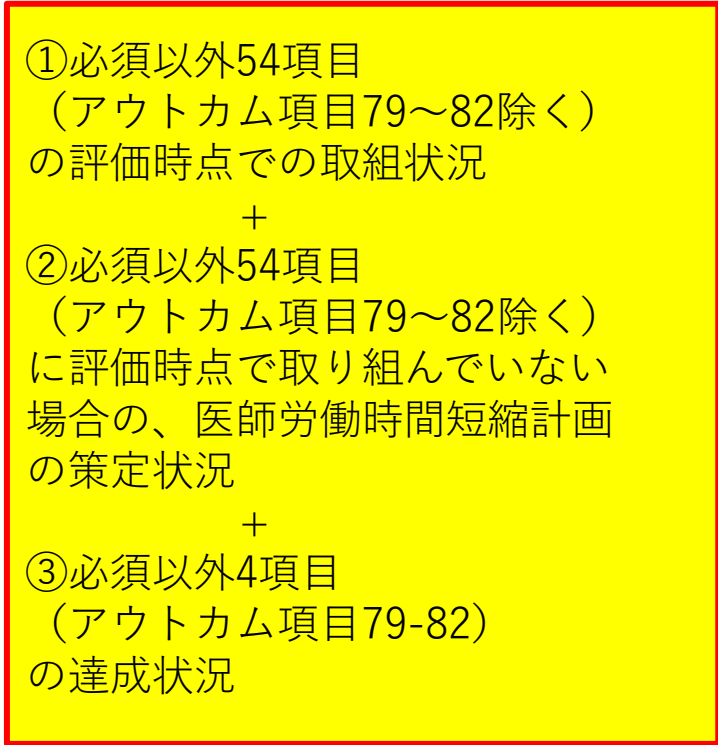 ①必須以外54項目
（アウトカム項目79～82除く）
の評価時点での取組状況
＋
②必須以外54項目
（アウトカム項目79～82除く）
に評価時点で取り組んでいない
場合の、医師労働時間短縮計画
の策定状況
＋
③必須以外4項目
（アウトカム項目79-82）
の達成状況